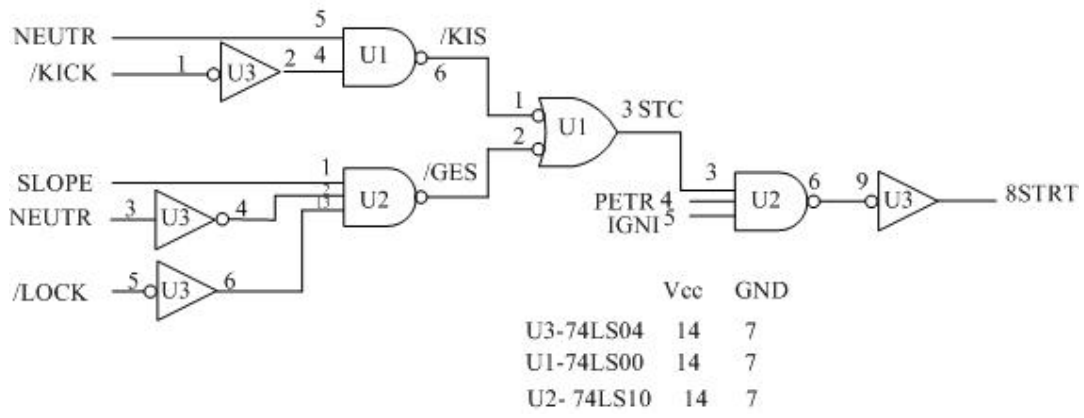 NEUTR 5 U1 /KIS
/KICK 1 U3 2 4 6
1 2 U1 3 STC
SLOPE 1 2 13 U2 /GES
NEUTR 3 U3 4
/LOCK 5 U3 6
3 PETR 4 IGNI 5 U2 6 9 U3 8STRT
Vcc GND
U3-74LS04 14 7
U1-74LS00 14 7
U2- 74LS10 14 7